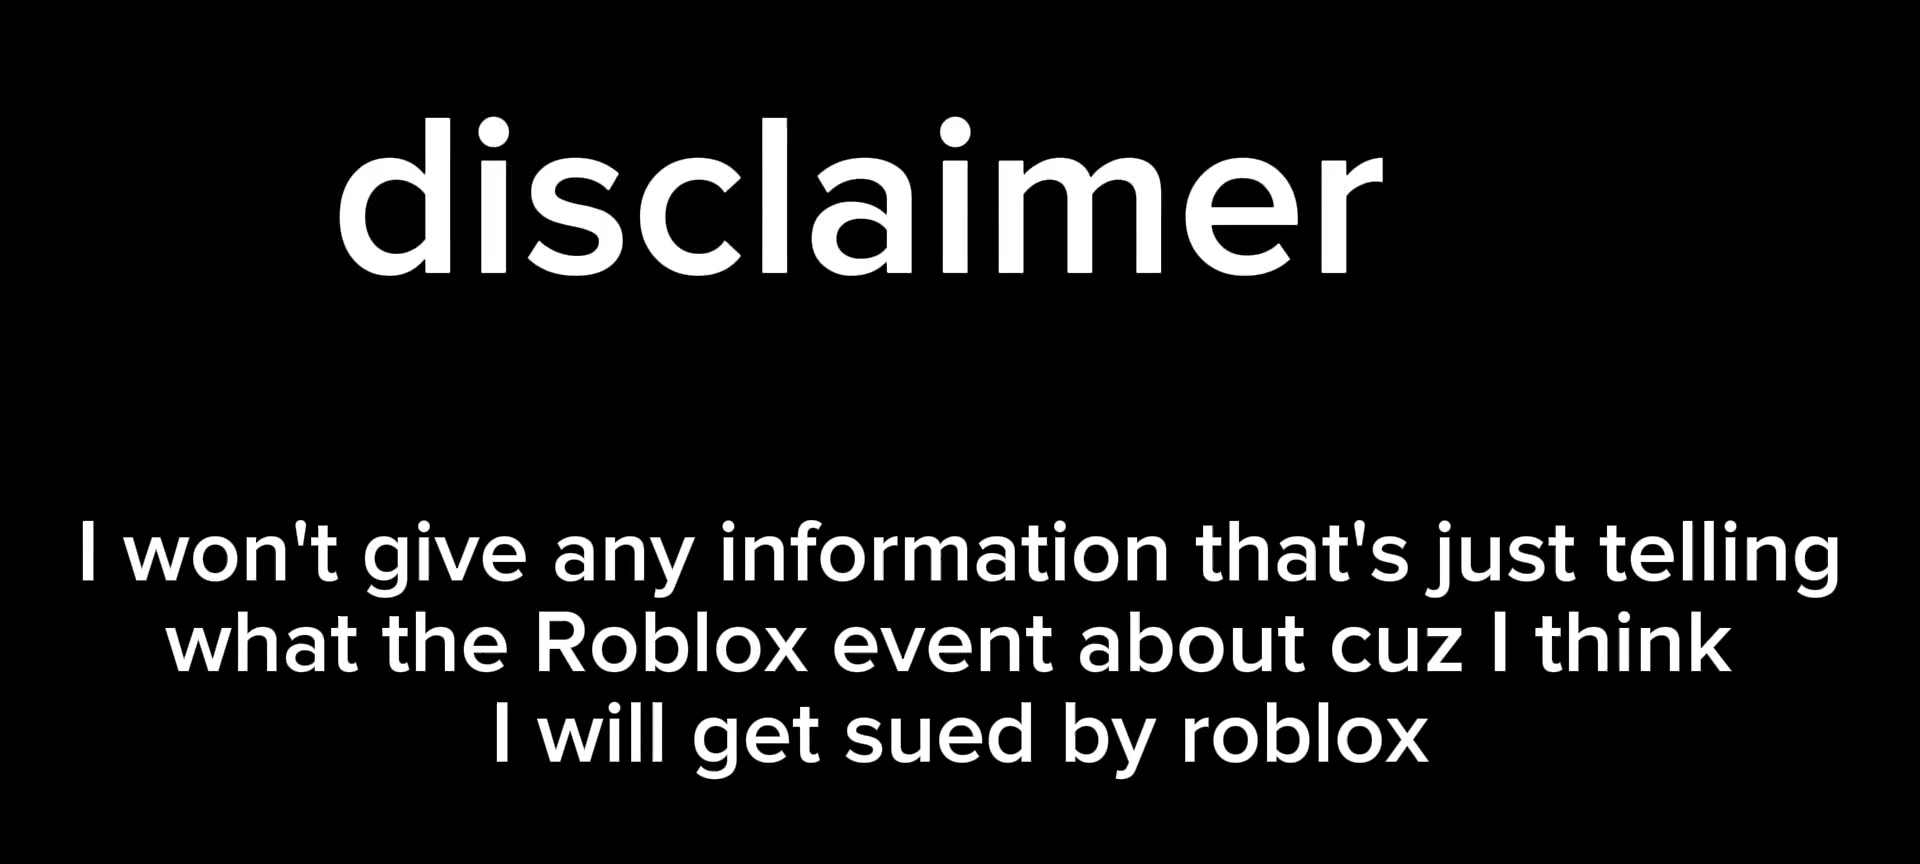 disclaimer
I won't give any information that's just telling
what the Roblox event about cuz I think
I will get sued by roblox